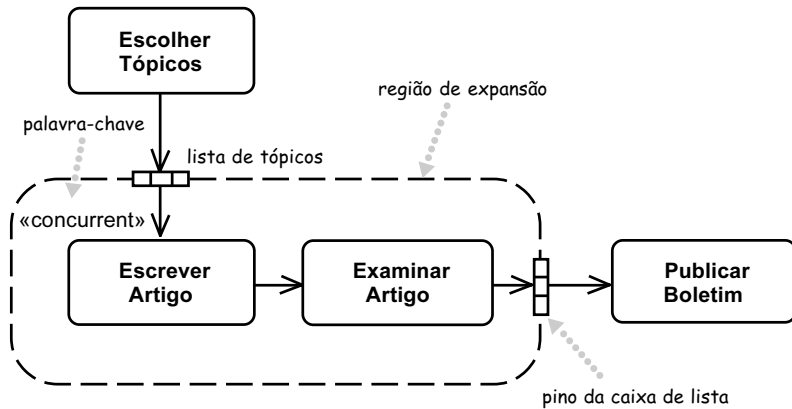 Escolher
Tópicos
região de expansão
palavra-chave
lista de tópicos
«concurrent»
Escrever
Artigo
Examinar
Artigo
Publicar
Boletim
pino da caixa de lista